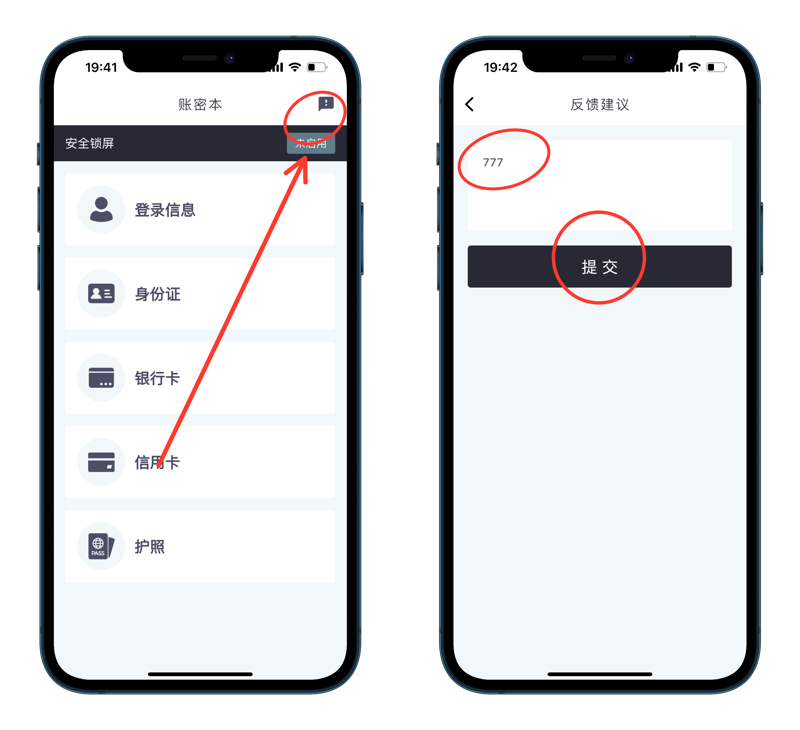 19:41
账密本
安全锁屏
未启用
登录信息
身份证
银行卡
信用卡
PASS
护照
19:42
反馈建议
777
提交